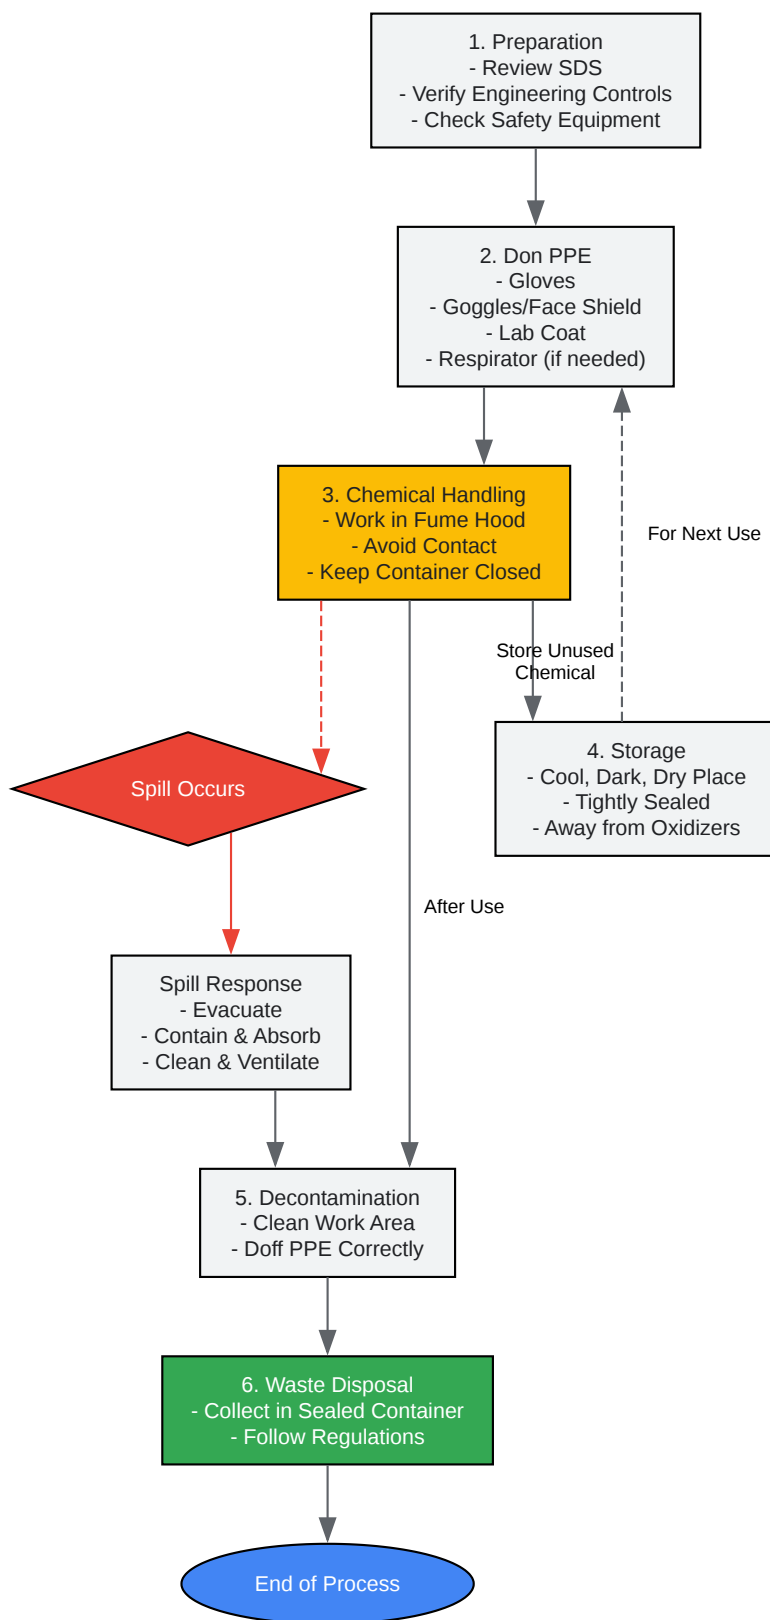 1. Preparation
- Review SDS
- Verify Engineering Controls
- Check Safety Equipment
2. Don PPE
- Gloves
- Goggles/Face Shield
- Lab Coat
- Respirator (if needed)
3. Chemical Handling
- Work in Fume Hood
- Avoid Contact
- Keep Container Closed
For Next Use
Store Unused
Chemical
Spill Occurs
4. Storage
- Cool, Dark, Dry Place
- Tightly Sealed
- Away from Oxidizers
After Use
Spill Response
- Evacuate
- Contain & Absorb
- Clean & Ventilate
5. Decontamination
- Clean Work Area
- Doff PPE Correctly
6. Waste Disposal
- Collect in Sealed Container
- Follow Regulations
End of Process